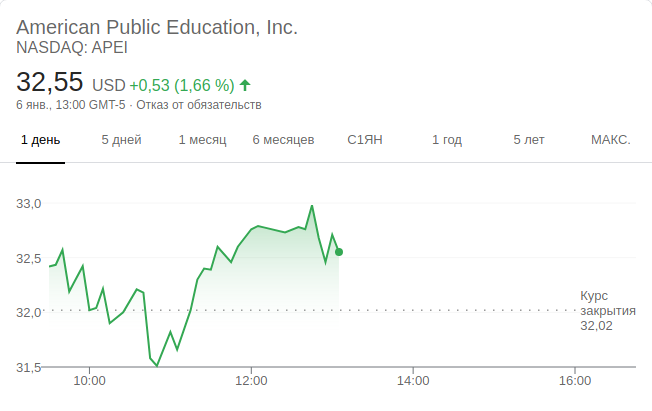 American Public Education, Inc.
NASDAQ: APEI
32,55 USD +0,53 (1,66 %)
6 янв., 13:00 GMT-5 · Отказ от обязательств
1 день 5 дней 1 месяц 6 месяцев С1ЯН 1 год 5 лет МАКС.
33,0
32,5
32,0
31,5
Курс
закрытия
32,02
10:00 12:00 14:00 16:00